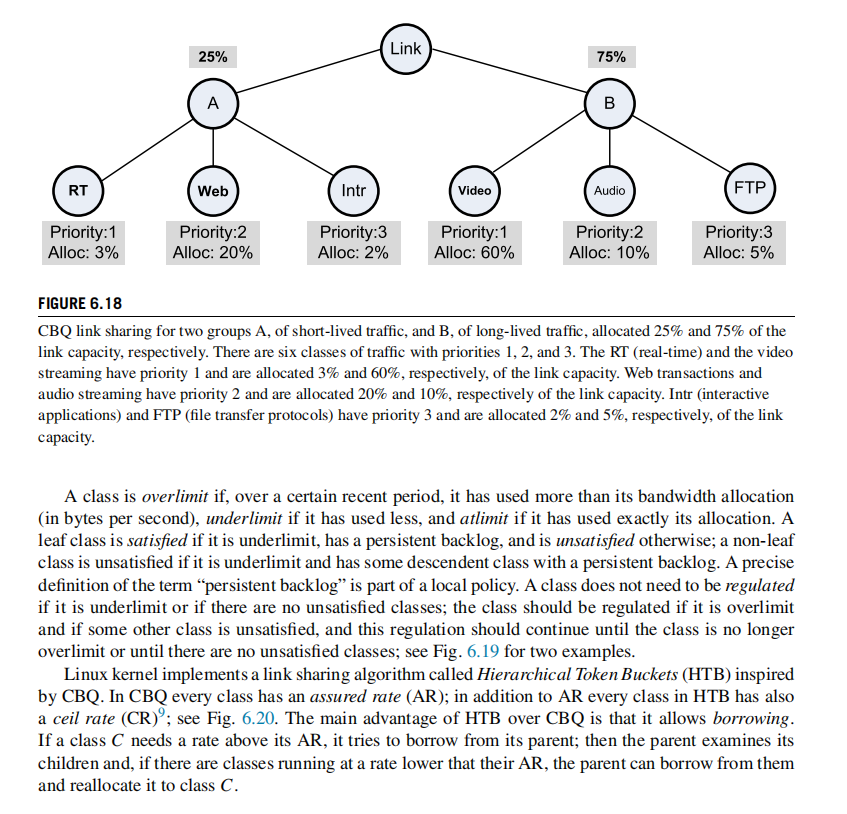 Link
25%
75%
A
B
RT
Web
Intr
Video
Audio
FTP
Priority:1
Alloc: 3%
Priority:2
Alloc: 20%
Priority:3
Alloc: 2%
Priority:1
Alloc: 60%
Priority:2
Alloc: 10%
Priority:3
Alloc: 5%
FIGURE 6.18
CBQ link sharing for two groups A, of short-lived traffic, and B, of long-lived traffic, allocated 25% and 75% of the
link capacity, respectively. There are six classes of traffic with priorities 1, 2, and 3. The RT (real-time) and the video
streaming have priority 1 and are allocated 3% and 60%, respectively, of the link capacity. Web transactions and
audio streaming have priority 2 and are allocated 20% and 10%, respectively of the link capacity. Intr (interactive
applications) and FTP (file transfer protocols) have priority 3 and are allocated 2% and 5%, respectively, of the link
capacity.
A class is overlimit if, over a certain recent period, it has used more than its bandwidth allocation
(in bytes per second), underlimit if it has used less, and atlimit if it has used exactly its allocation. A
leaf class is satisfied if it is underlimit, has a persistent backlog, and is unsatisfied otherwise; a non-leaf
class is unsatisfied if it is underlimit and has some descendent class with a persistent backlog. A precise
definition of the term “persistent backlog” is part of a local policy. A class does not need to be regulated
if it is underlimit or if there are no unsatisfied classes; the class should be regulated if it is overlimit
and if some other class is unsatisfied, and this regulation should continue until the class is no longer
overlimit or until there are no unsatisfied classes; see Fig. 6.19 for two examples.
Linux kernel implements a link sharing algorithm called Hierarchical Token Buckets (HTB) inspired
by CBQ. In CBQ every class has an assured rate (AR); in addition to AR every class in HTB has also
a ceil rate (CR)9; see Fig. 6.20. The main advantage of HTB over CBQ is that it allows borrowing.
If a class C needs a rate above its AR, it tries to borrow from its parent; then the parent examines its
children and, if there are classes running at a rate lower that their AR, the parent can borrow from them
and reallocate it to class C.